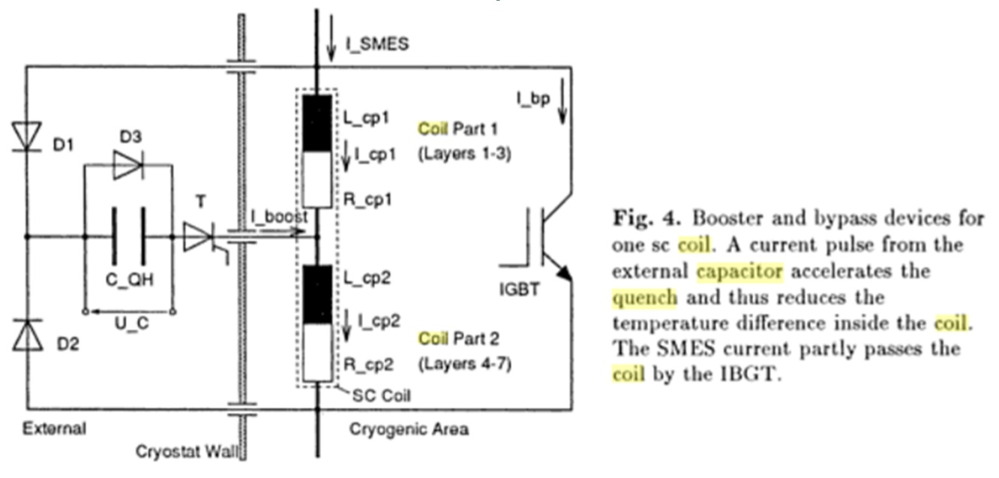 I_SMES
I_bp
L_cp1
Coil Part 1
D3
D1
I_cp1
(Layers 1-3)
T
R_cp1
I_boost
Fig. 4. Booster and bypass devices for
one sc coil. A current pulse from the
external capacitor accelerates the
quench and thus reduces the
temperature difference inside the coil.
The SMES current partly passes the
coil by the IBGT.
C_QH
L_cp2
IGBT
U_C
I_cp2
D2
Coil Part 2
R_cp2
(Layers 4-7)
SC Coil
External
Cryogenic Area
Cryostat Wall